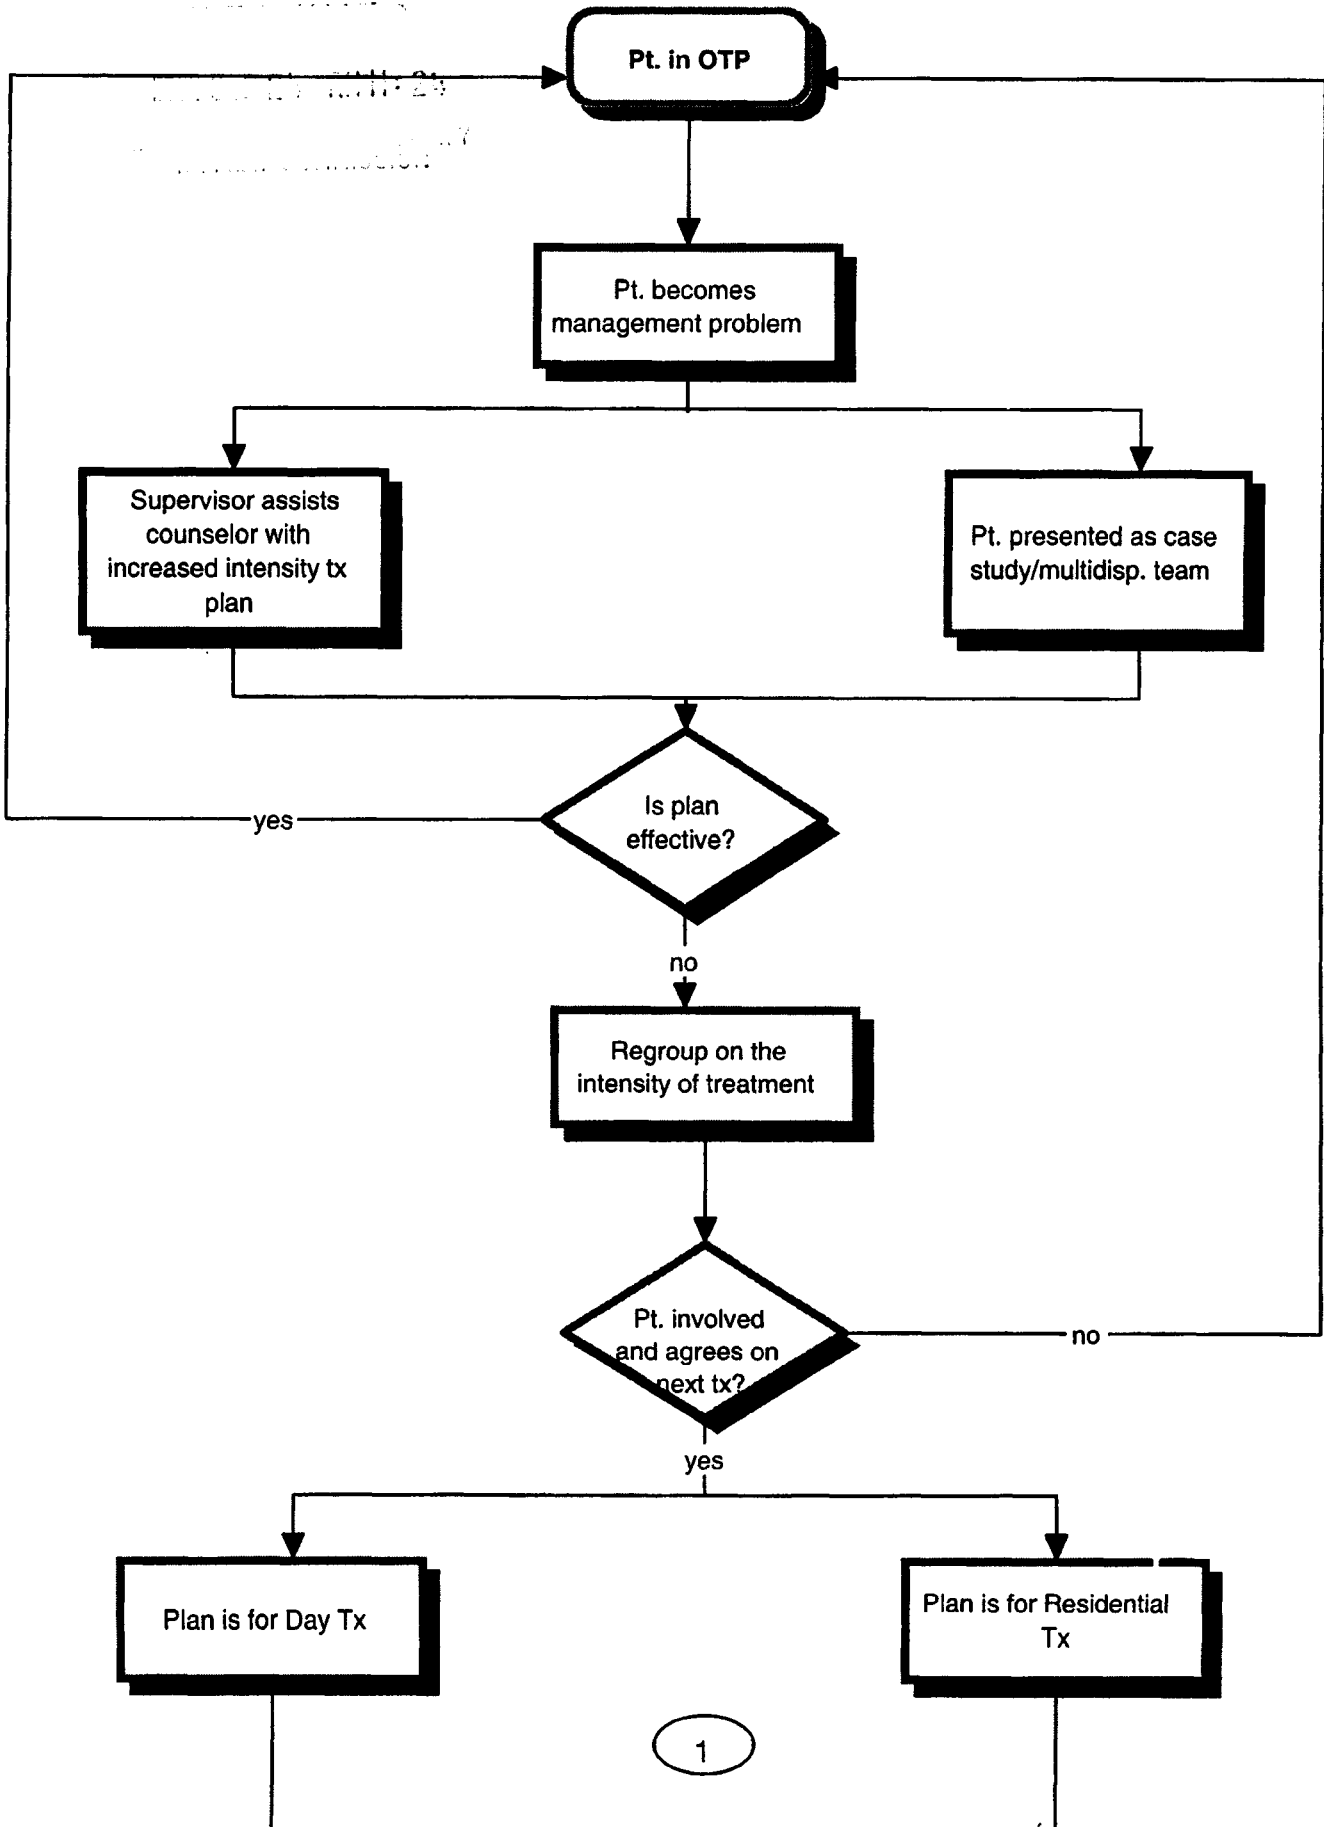 Pt. in OTP
Pt. becomes
management problem
Supervisor assists
counselor with
increased intensity tx
plan
Pt. presented as case
study/multidisp. team
Is plan
effective?
yes
no
Regroup on the
intensity of treatment
Pt. involved
and agrees on
next tx?
no
yes
Plan is for Day Tx
Plan is for Residential
Tx
1